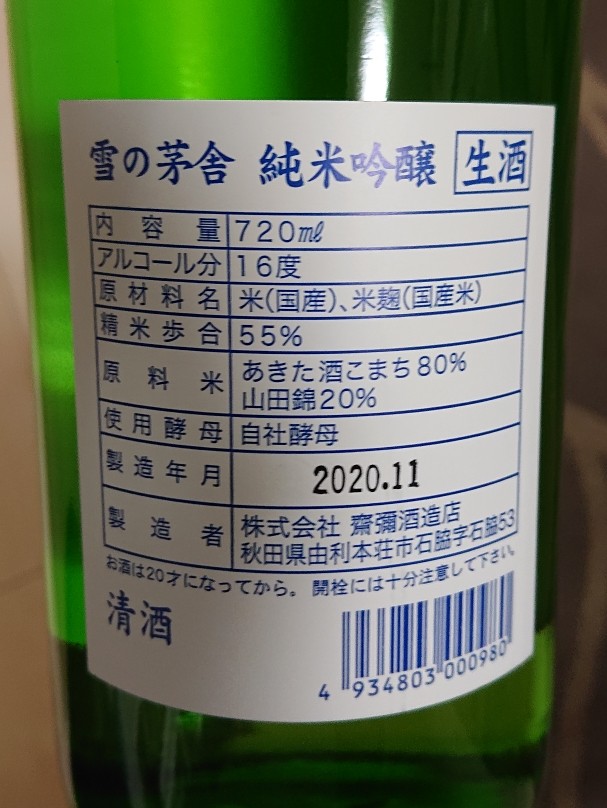 雪の茅舎 純米吟醸 生酒
内容量 720㎖
アルコール分 16度
原材料名 米(国産)、米麹(国産米)
精米歩合 55%
原料米 あきた酒こまち80%
山田錦20%
使用酵母 自社酵母
製造年月 2020.11
製造者 株式会社 齋彌酒造店
秋田県由利本荘市石脇字石脇53
お酒は20才になってから。 開栓には十分注意して下さい。
清酒
4 934803 000980